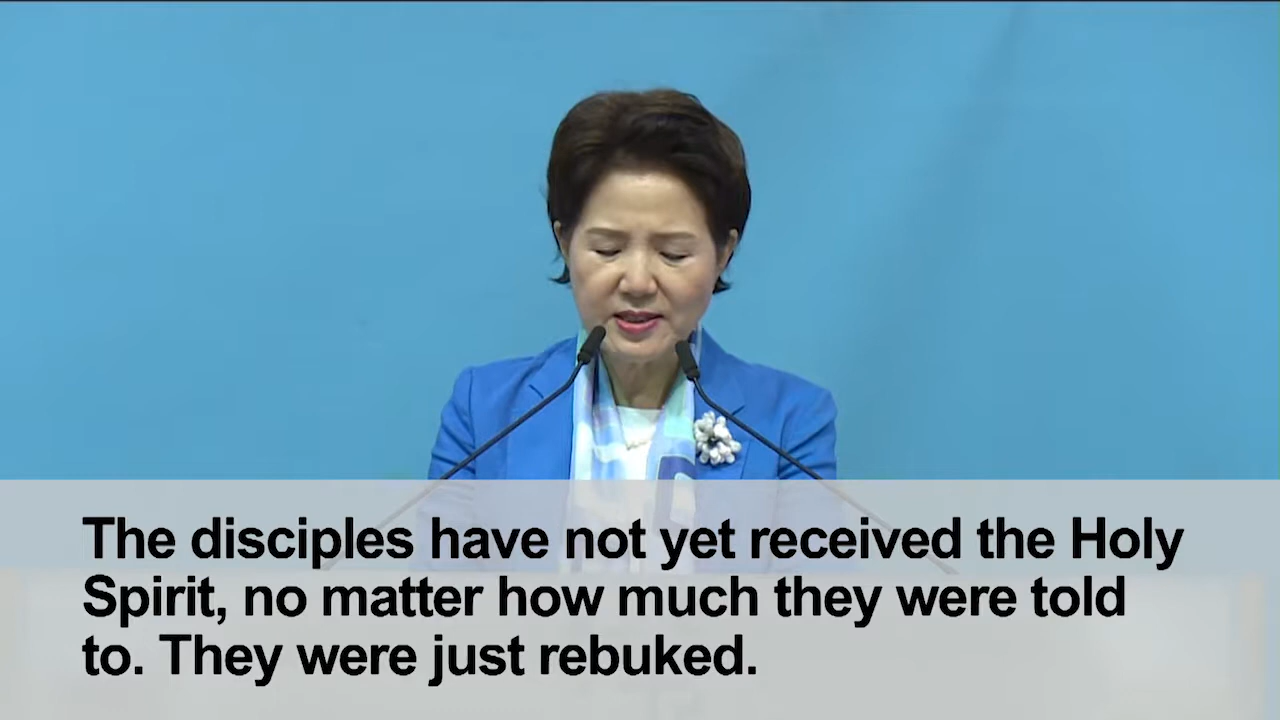 The disciples have not yet received the Holy
Spirit, no matter how much they were told
to. They were just rebuked.